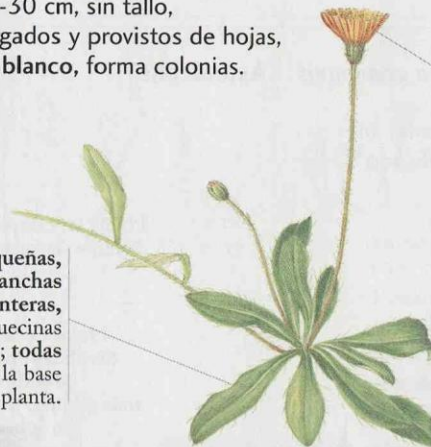 -30 cm, sin tallo,
gados y provistos de hojas,
blanco, forma colonias.
queñas,
anchas
nteras,
uecinas
; todas
la base
planta.